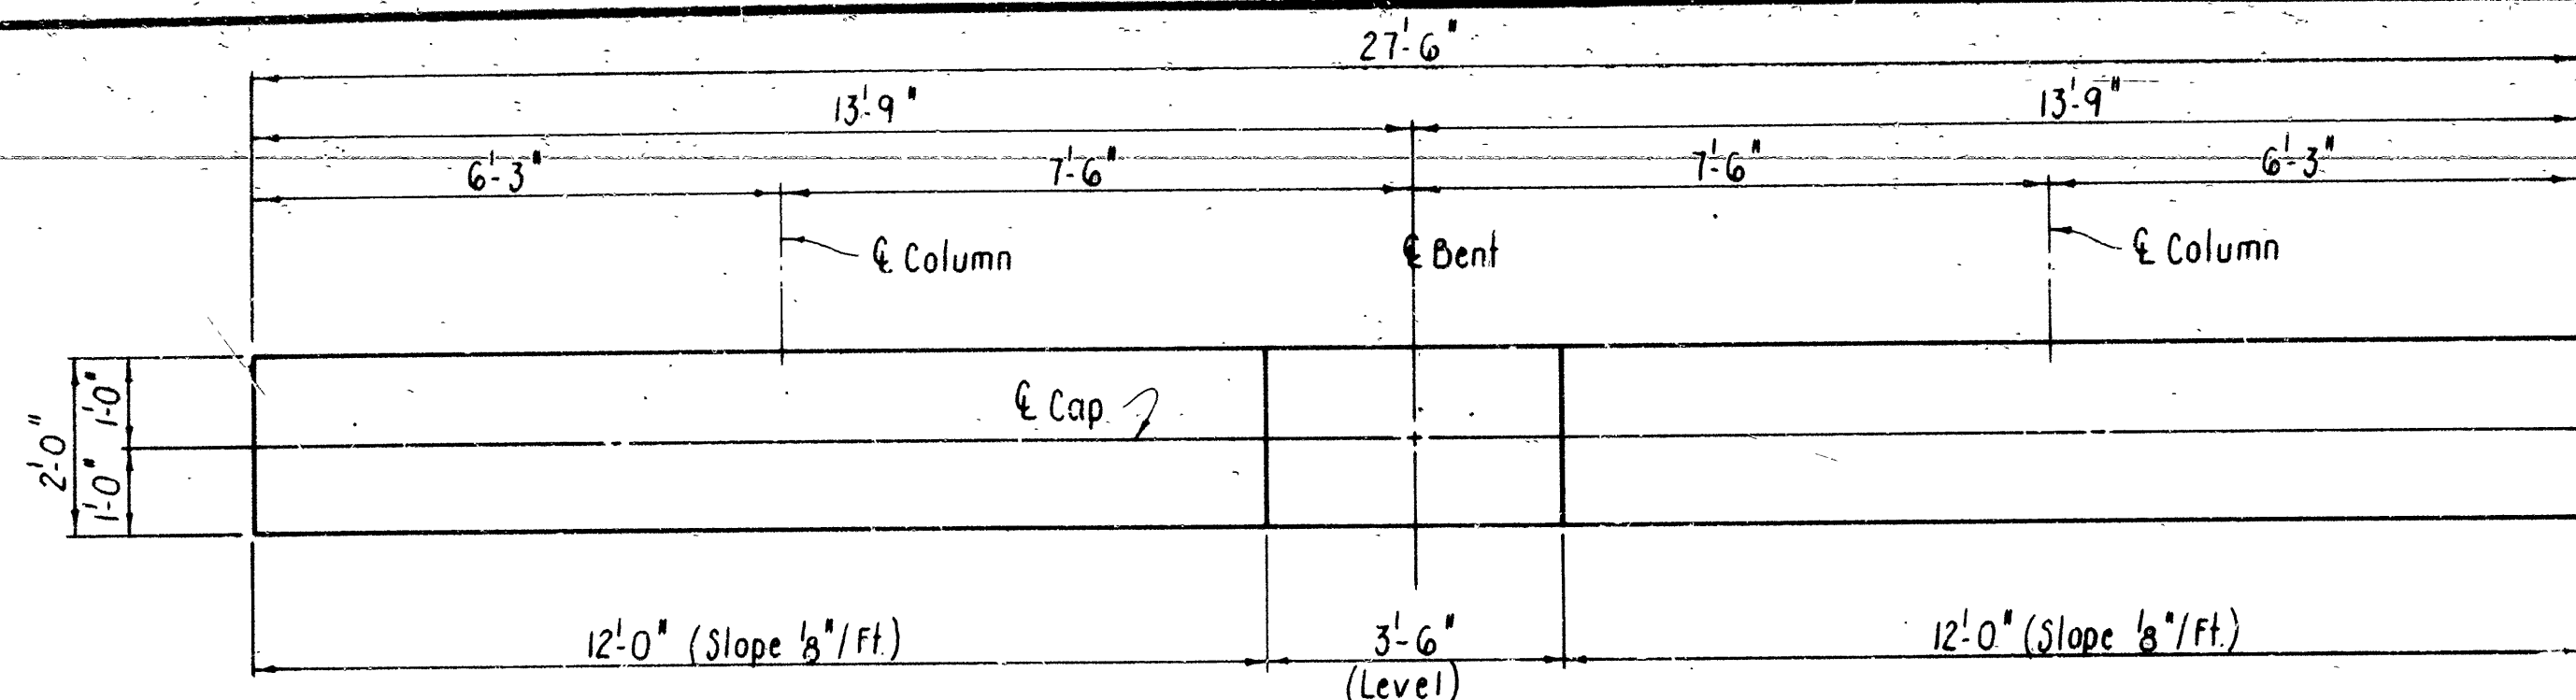 27'-6"
13'-9" 13'-9"
6'-3" 7'-6" 7'-6" 6'-3"
℄ Column ℄ Bent ℄ Column
℄ Cap
2'-0" 1'-0" 1'-0"
12'-0" (Slope 1/8"/Ft.) 3'-6" 12'-0" (Slope 1/8"/Ft.)
(Level)